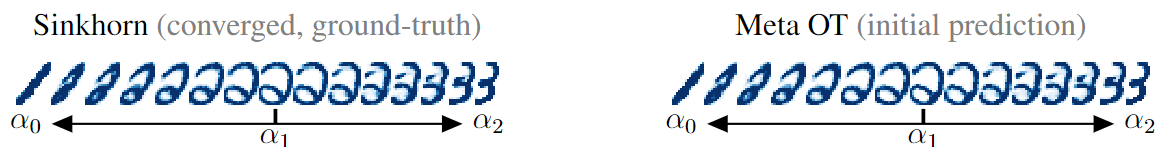 Sinkhorn (converged, ground-truth)
Meta OT (initial prediction)
α₀ α₁ α₂
α₀ α₁ α₂